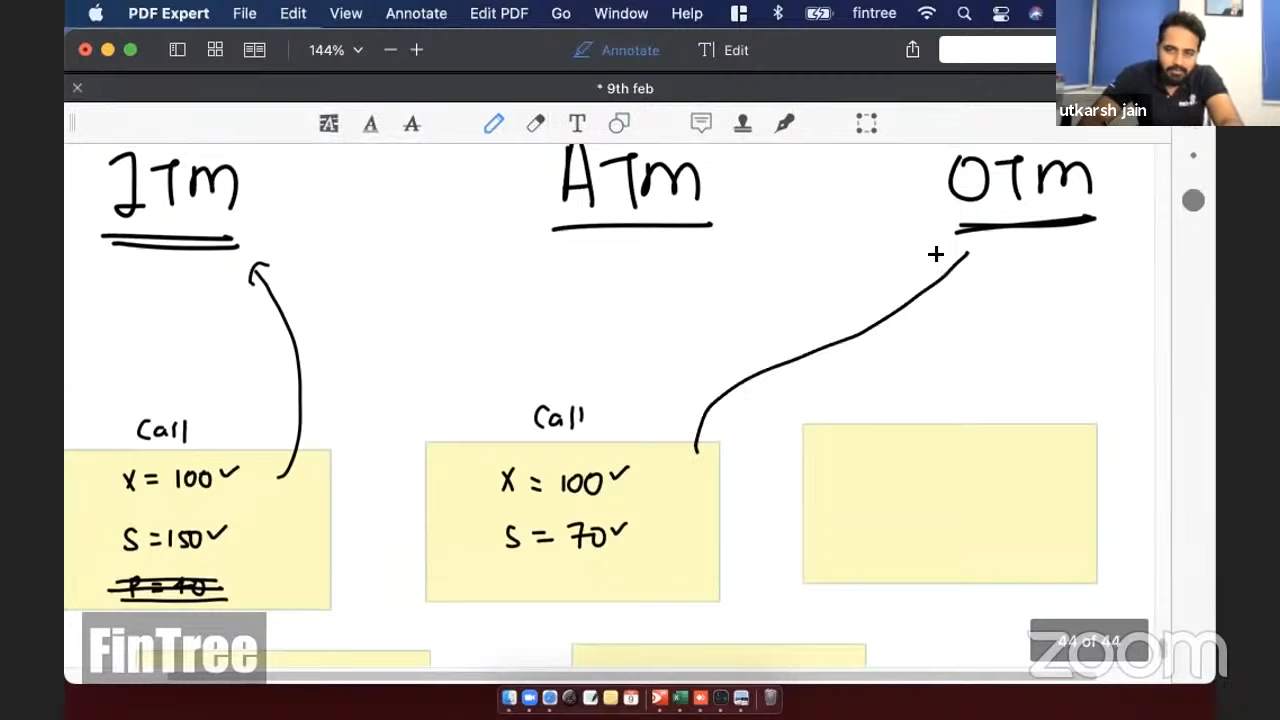 PDF Expert File Edit View Annotate Edit PDF Go Window Help fintree
144% Annotate T| Edit
* 9th feb
utkarsh jain
ITM ATM OTM
Call
X = 100 ✓
S = 150 ✓
P = 40
Call
X = 100 ✓
S = 70 ✓
FinTree
44 of 44
zoom